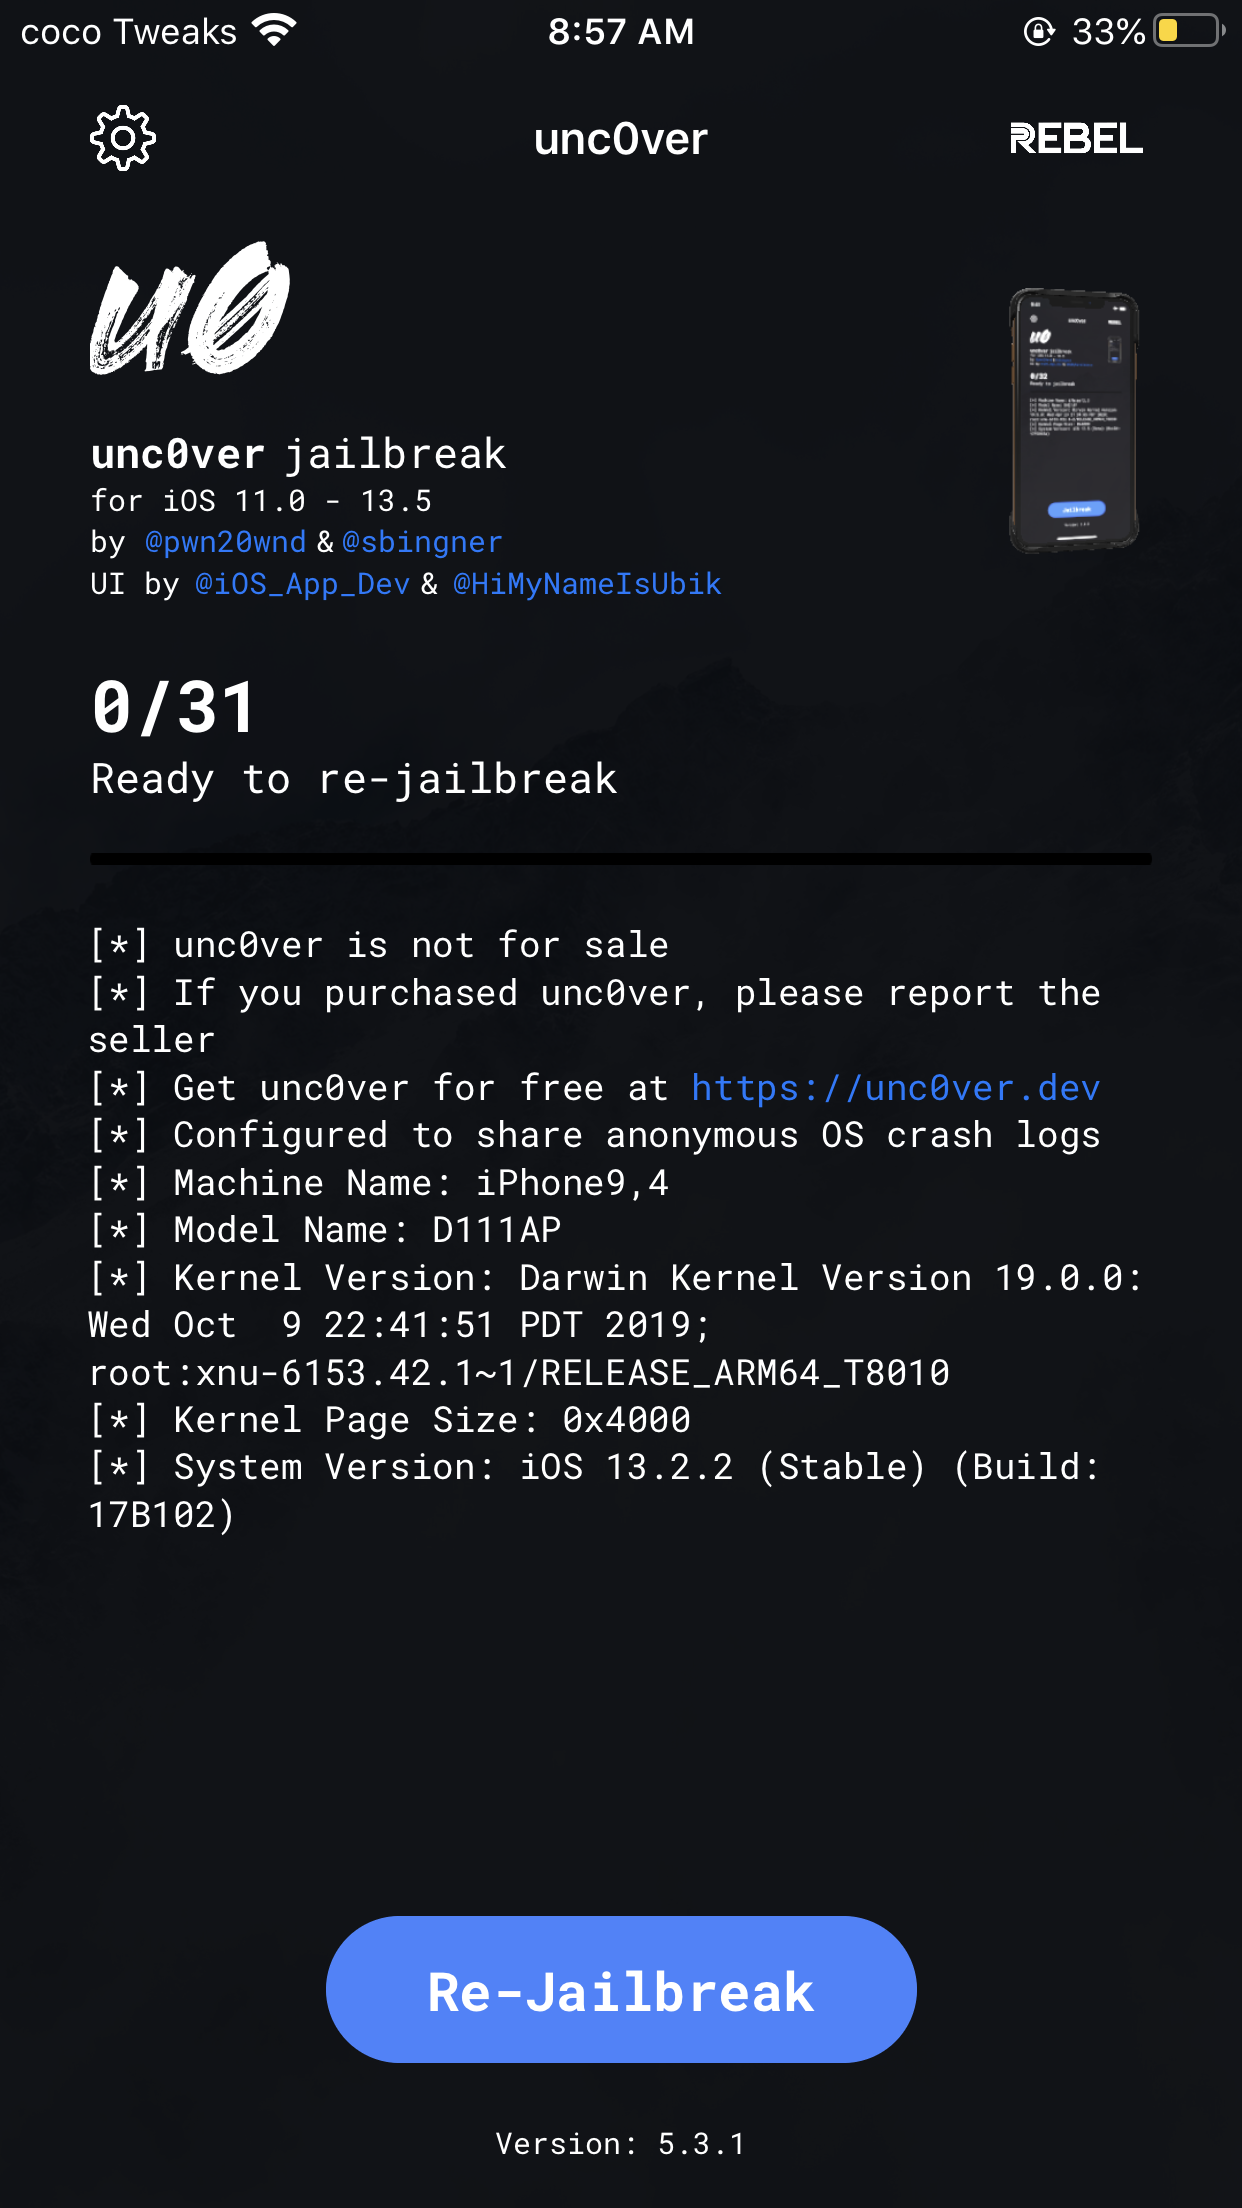 coco Tweaks 8:57 AM 33%
unc0ver REBEL
u0
unc0ver jailbreak
for iOS 11.0 - 13.5
by @pwn20wnd & @sbingner
UI by @iOS_App_Dev & @HiMyNameIsUbik
0/31
Ready to re-jailbreak
[*] unc0ver is not for sale
[*] If you purchased unc0ver, please report the
seller
[*] Get unc0ver for free at https://unc0ver.dev
[*] Configured to share anonymous OS crash logs
[*] Machine Name: iPhone9,4
[*] Model Name: D111AP
[*] Kernel Version: Darwin Kernel Version 19.0.0:
Wed Oct  9 22:41:51 PDT 2019;
root:xnu-6153.42.1~1/RELEASE_ARM64_T8010
[*] Kernel Page Size: 0x4000
[*] System Version: iOS 13.2.2 (Stable) (Build:
17B102)
Re-Jailbreak
Version: 5.3.1